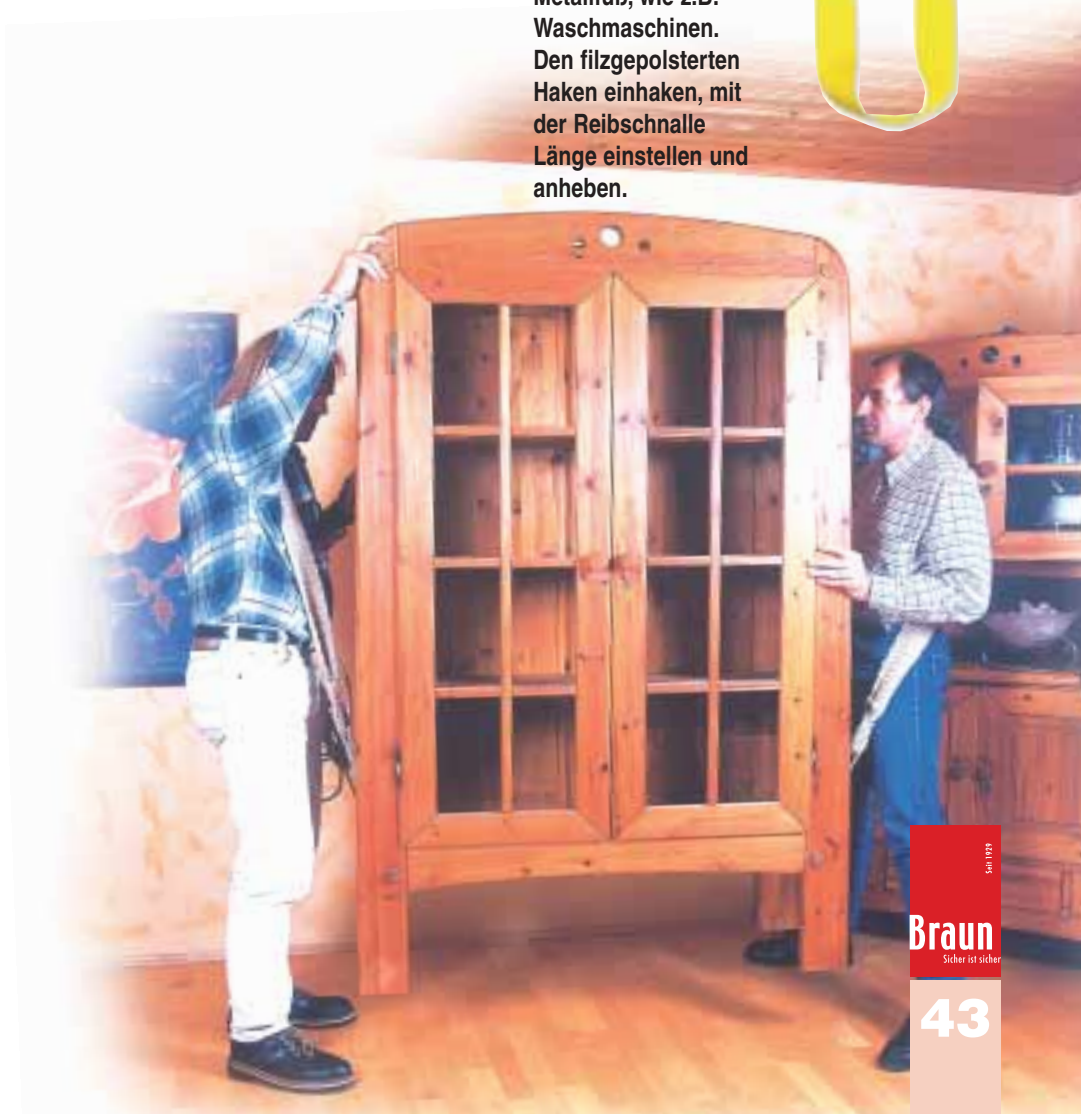 Metallfuß, wie z.B.
Waschmaschinen.
Den filzgepolsterten
Haken einhaken, mit
der Reibschnalle
Länge einstellen und
anheben.
Seit 1929
Braun
Sicher ist sicher
43